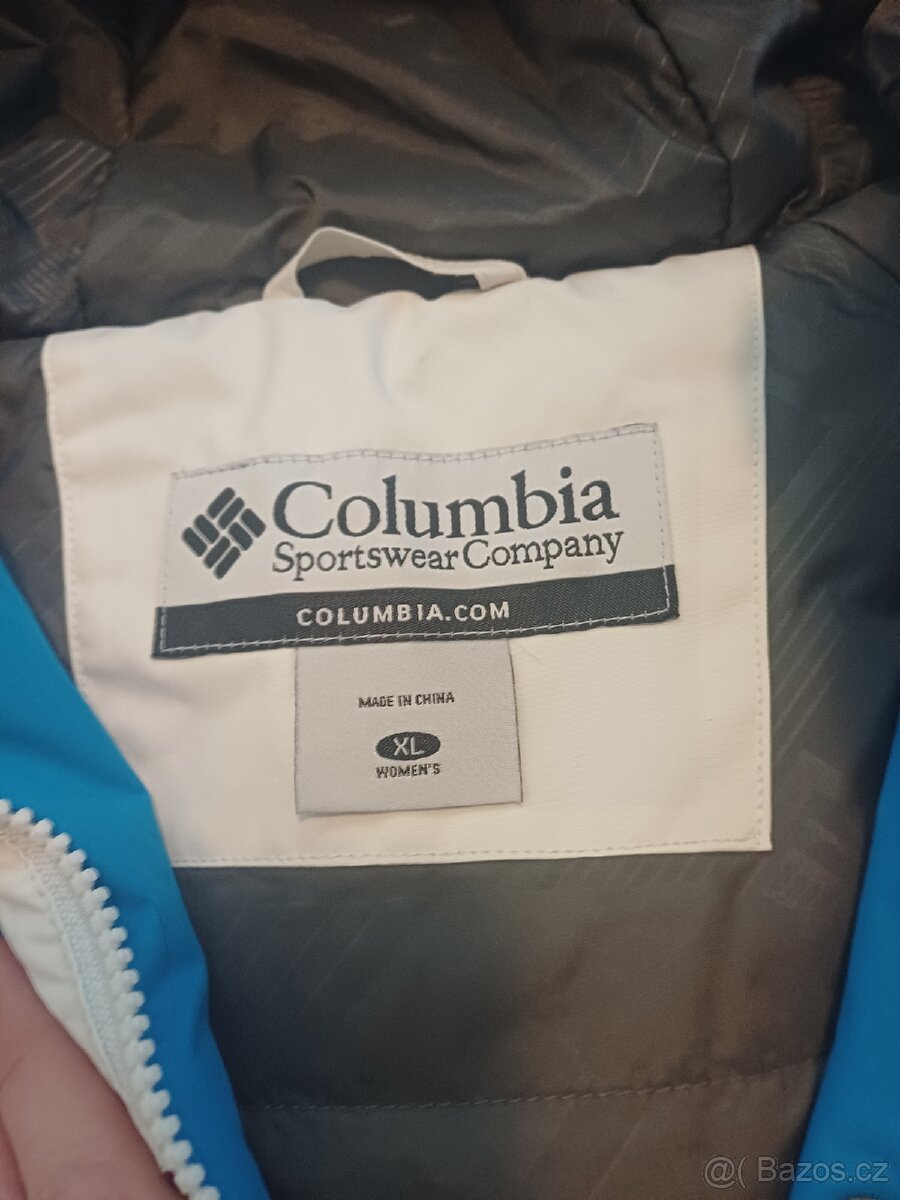 Columbia
Sportswear Company
COLUMBIA.COM
MADE IN CHINA
XL
WOMEN'S
@( Bazos.cz